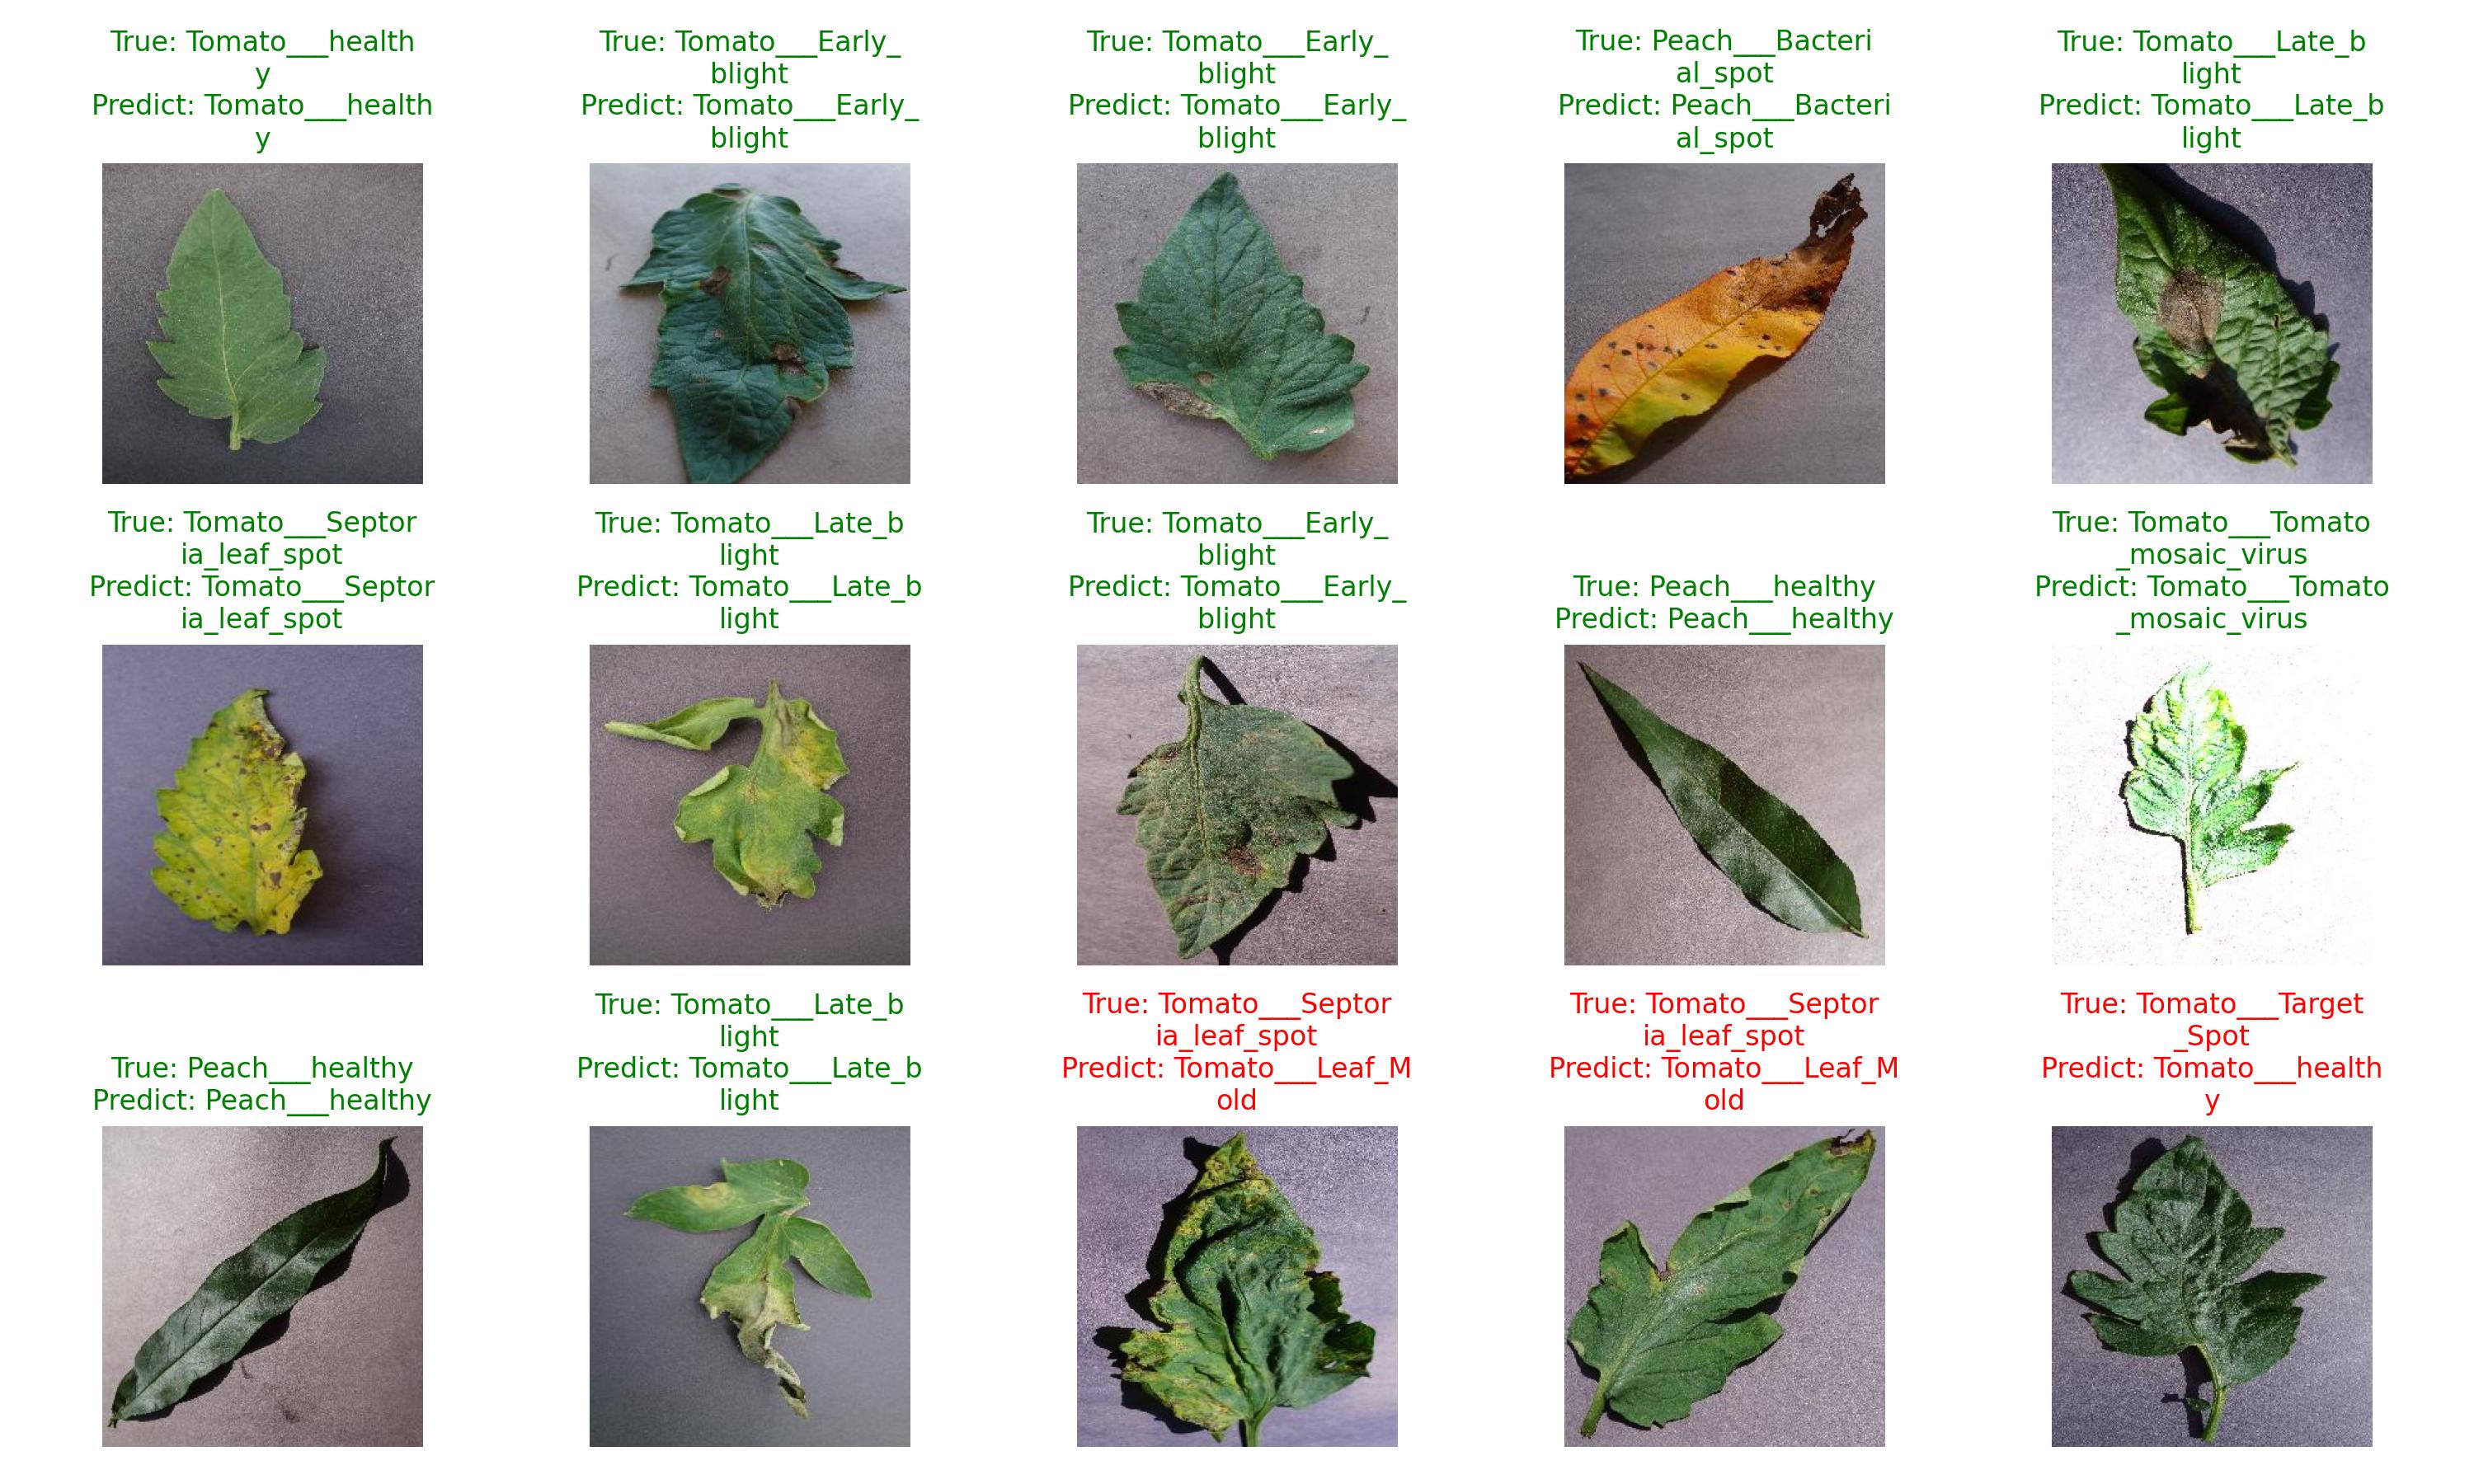 True: Tomato___health
y
Predict: Tomato___health
y
True: Tomato___Early_
blight
Predict: Tomato___Early_
blight
True: Tomato___Early_
blight
Predict: Tomato___Early_
blight
True: Peach___Bacteri
al_spot
Predict: Peach___Bacteri
al_spot
True: Tomato___Late_b
light
Predict: Tomato___Late_b
light
True: Tomato___Septor
ia_leaf_spot
Predict: Tomato___Septor
ia_leaf_spot
True: Tomato___Late_b
light
Predict: Tomato___Late_b
light
True: Tomato___Early_
blight
Predict: Tomato___Early_
blight
True: Peach___healthy
Predict: Peach___healthy
True: Tomato___Tomato
_mosaic_virus
Predict: Tomato___Tomato
_mosaic_virus
True: Peach___healthy
Predict: Peach___healthy
True: Tomato___Late_b
light
Predict: Tomato___Late_b
light
True: Tomato___Septor
ia_leaf_spot
Predict: Tomato___Leaf_M
old
True: Tomato___Septor
ia_leaf_spot
Predict: Tomato___Leaf_M
old
True: Tomato___Target
_Spot
Predict: Tomato___health
y